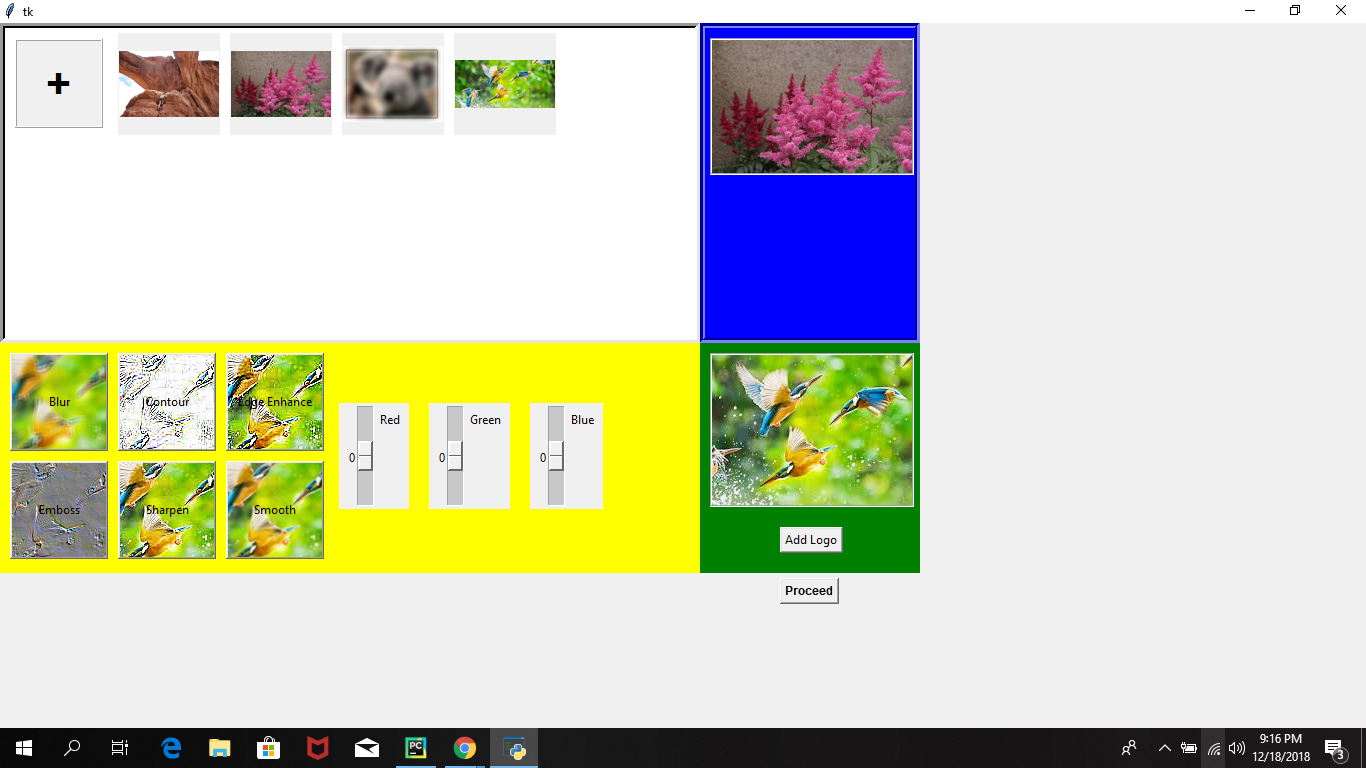 tk
+
Blur
Contour
Edge Enhance
Emboss
Sharpen
Smooth
0
Red
0
Green
0
Blue
Add Logo
Proceed
PC
9:16 PM
12/18/2018
3